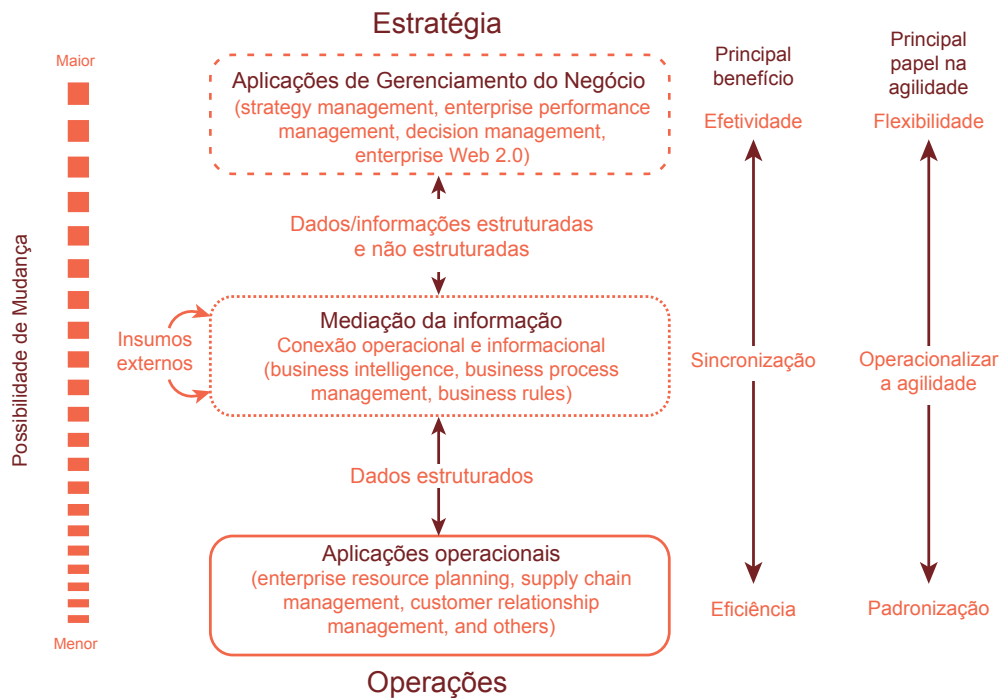 Estratégia
Maior
Aplicações de Gerenciamento do Negócio
(strategy management, enterprise performance
management, decision management,
enterprise Web 2.0)
Principal
benefício
Efetividade
Principal
papel na
agilidade
Flexibilidade
Dados/informações estruturadas
e não estruturadas
Possibilidade de Mudança
Insumos
externos
Mediação da informação
Conexão operacional e informacional
(business intelligence, business process
management, business rules)
Sincronização
Operacionalizar
a agilidade
Dados estruturados
Aplicações operacionais
(enterprise resource planning, supply chain
management, customer relationship
management, and others)
Eficiência
Padronização
Menor
Operações